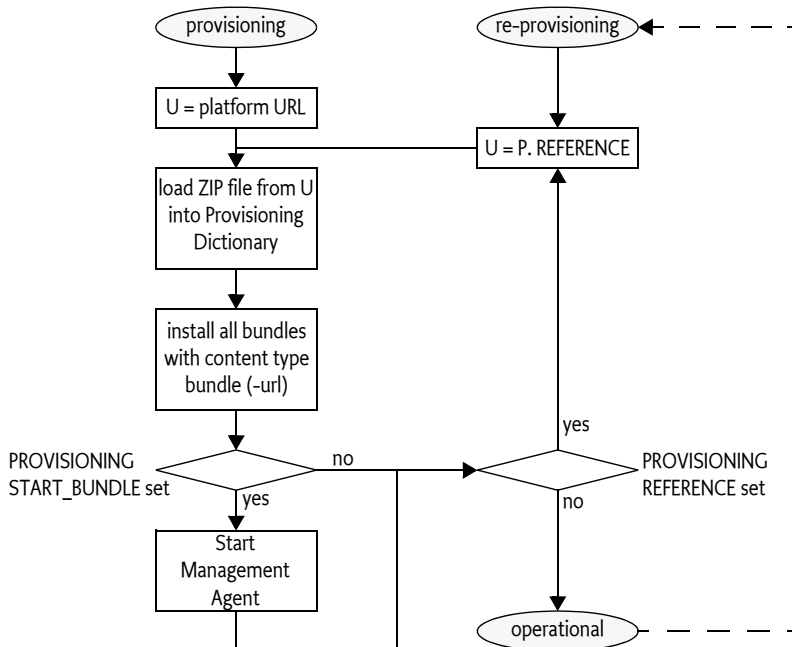 provisioning
re-provisioning
U = platform URL
U = P. REFERENCE
load ZIP file from U
into Provisioning
Dictionary
install all bundles
with content type
bundle (-url)
yes
PROVISIONING
START_BUNDLE set
no
PROVISIONING
REFERENCE set
yes
no
Start
Management
Agent
operational